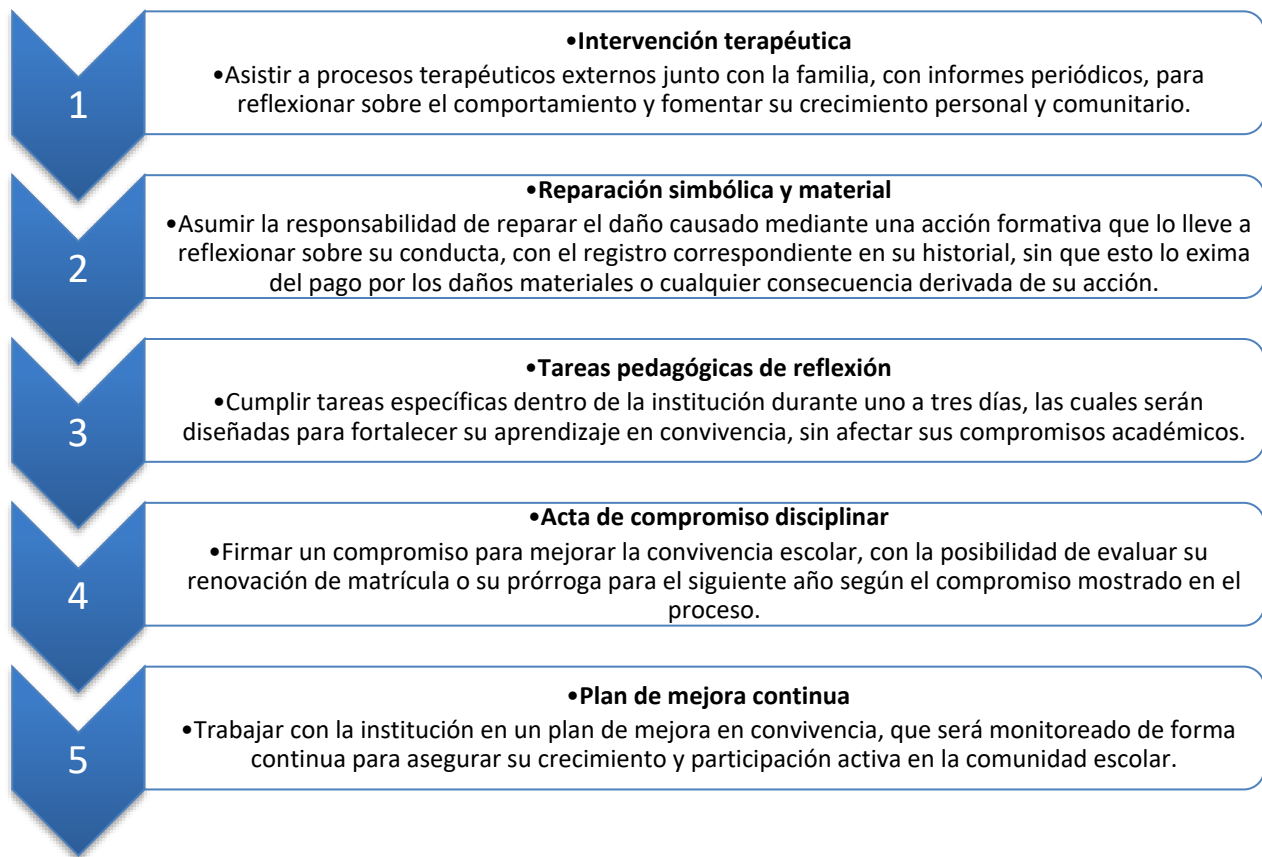 1
•Intervención terapéutica
•Asistir a procesos terapéuticos externos junto con la familia, con informes periódicos, para
reflexionar sobre el comportamiento y fomentar su crecimiento personal y comunitario.
2
•Reparación simbólica y material
•Asumir la responsabilidad de reparar el daño causado mediante una acción formativa que lo lleve a
reflexionar sobre su conducta, con el registro correspondiente en su historial, sin que esto lo exima
del pago por los daños materiales o cualquier consecuencia derivada de su acción.
3
•Tareas pedagógicas de reflexión
•Cumplir tareas específicas dentro de la institución durante uno a tres días, las cuales serán
diseñadas para fortalecer su aprendizaje en convivencia, sin afectar sus compromisos académicos.
4
•Acta de compromiso disciplinar
•Firmar un compromiso para mejorar la convivencia escolar, con la posibilidad de evaluar su
renovación de matrícula o su prórroga para el siguiente año según el compromiso mostrado en el
proceso.
5
•Plan de mejora continua
•Trabajar con la institución en un plan de mejora en convivencia, que será monitoreado de forma
continua para asegurar su crecimiento y participación activa en la comunidad escolar.